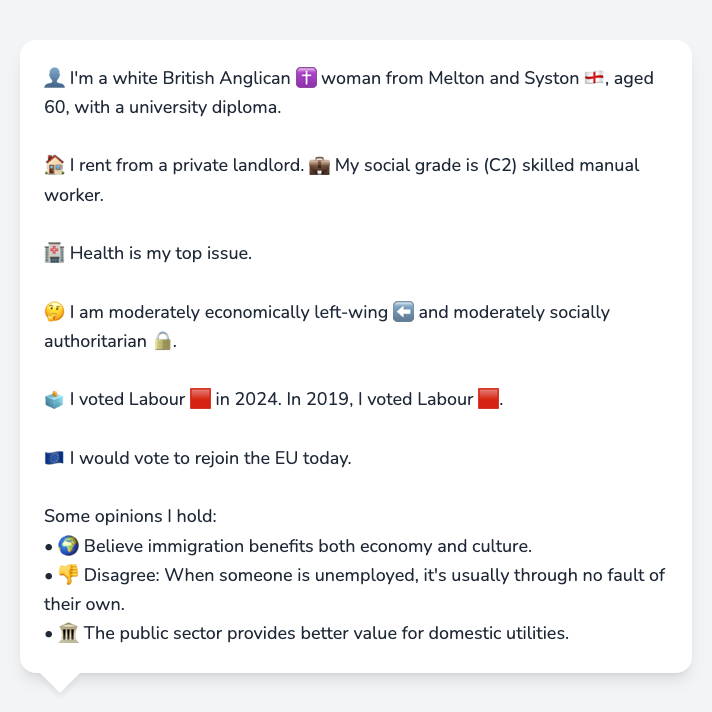 👤 I'm a white British Anglican ✝️ woman from Melton and Syston 🏴󠁧󠁢󠁥󠁮󠁧󠁿, aged
60, with a university diploma.
🏠 I rent from a private landlord. 💼 My social grade is (C2) skilled manual
worker.
🏥 Health is my top issue.
🤔 I am moderately economically left-wing ⬅️ and moderately socially
authoritarian 🔒.
🗳️ I voted Labour 🟥 in 2024. In 2019, I voted Labour 🟥.
🇪🇺 I would vote to rejoin the EU today.
Some opinions I hold:
• 🌍 Believe immigration benefits both economy and culture.
• 👎 Disagree: When someone is unemployed, it's usually through no fault of
their own.
• 🏛️ The public sector provides better value for domestic utilities.